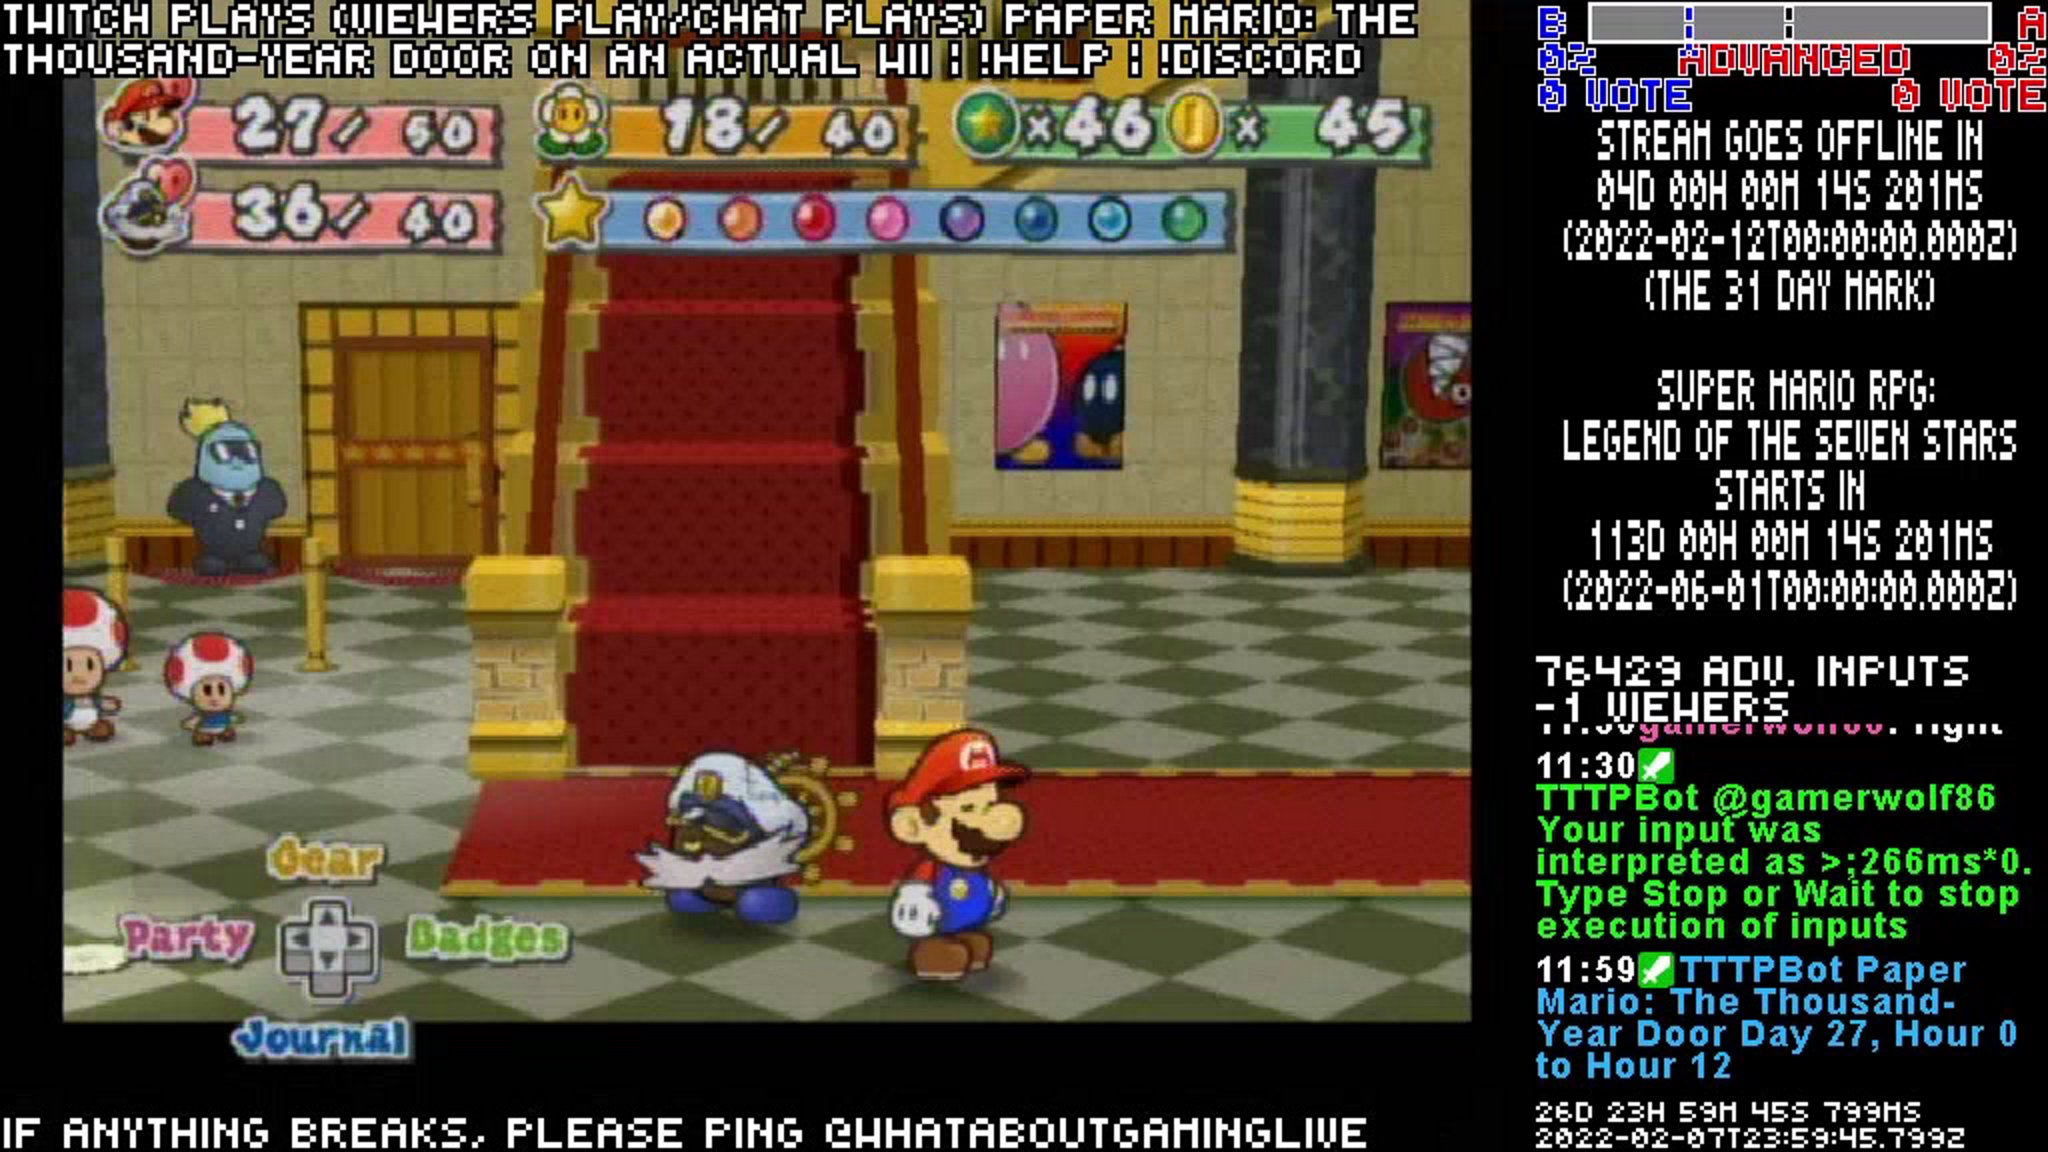 TWITCH PLAYS (VIEWERS PLAY/CHAT PLAYS) PAPER MARIO: THE
THOUSAND-YEAR DOOR ON AN ACTUAL WII | !HELP | !DISCORD
27/ 50
18/ 40
×46
× 45
36/ 40
Gear
Party
Badges
Journal
IF ANYTHING BREAKS, PLEASE PING @WHATABOUTGAMINGLIVE
B A
0% ADVANCED 0%
0 VOTE 0 VOTE
STREAM GOES OFFLINE IN
04D 00H 00M 14S 201MS
(2022-02-12T00:00:00.000Z)
(THE 31 DAY MARK)
SUPER MARIO RPG:
LEGEND OF THE SEVEN STARS
STARTS IN
113D 00H 00M 14S 201MS
(2022-06-01T00:00:00.000Z)
76429 ADV. INPUTS
-1 VIEWERS
11:30 gamerwolf86: right
11:30
TTTPBot @gamerwolf86
Your input was
interpreted as >;266ms*0.
Type Stop or Wait to stop
execution of inputs
11:59 TTTPBot Paper
Mario: The Thousand-
Year Door Day 27, Hour 0
to Hour 12
26D 23H 59M 45S 799MS
2022-02-07T23:59:45.799Z